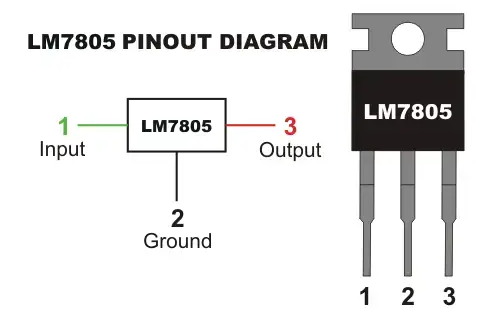 LM7805 PINOUT DIAGRAM
1
Input
LM7805
3
Output
2
Ground
LM7805
1 2 3